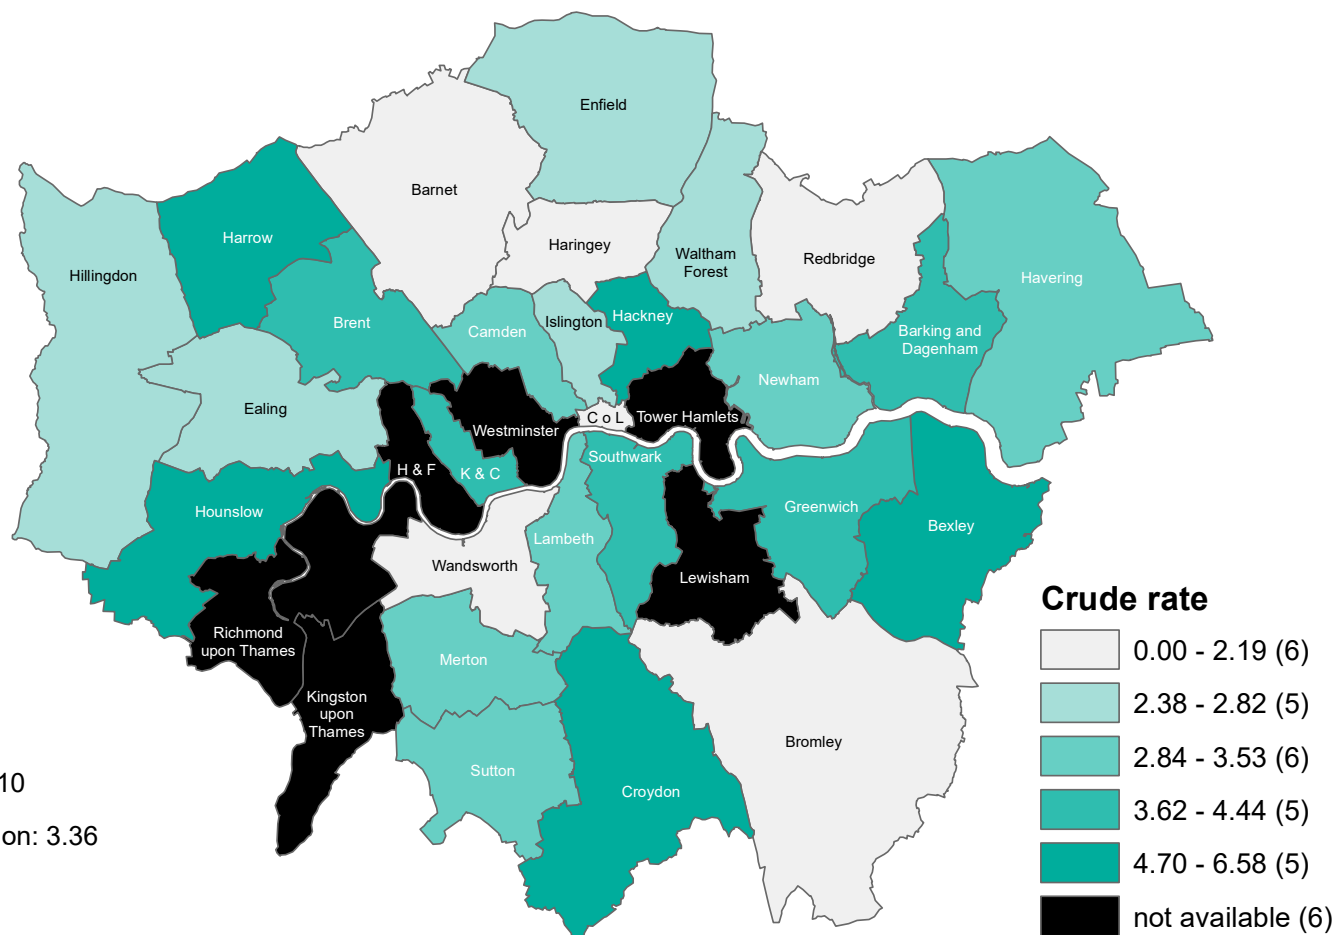 Enfield
Barnet
Harrow
Haringey
Waltham
Forest
Redbridge
Hillingdon
Havering
Brent
Camden
Islington
Hackney
Barking and
Dagenham
Newham
Ealing
Westminster
C o L
Tower Hamlets
H & F
K & C
Southwark
Hounslow
Greenwich
Bexley
Lambeth
Wandsworth
Lewisham
Richmond
upon Thames
Merton
Kingston
upon
Thames
Sutton
Bromley
Croydon
10
on: 3.36
Crude rate
0.00 - 2.19 (6)
2.38 - 2.82 (5)
2.84 - 3.53 (6)
3.62 - 4.44 (5)
4.70 - 6.58 (5)
not available (6)